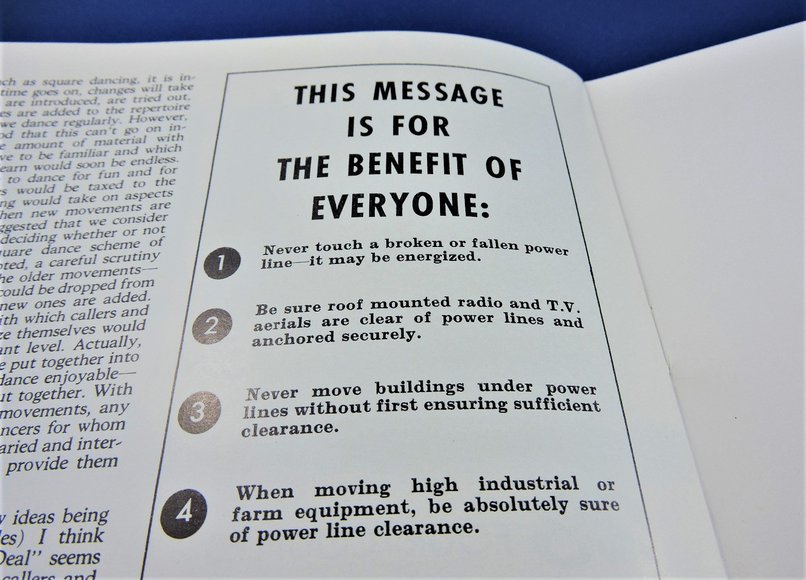 ch as square dancing, it is in-
time goes on, changes will take
are introduced, are tried out,
es are added to the repertoire
we dance regularly. However,
od that this can't go on in-
e amount of material with
ve to be familiar and which
earn would soon be endless.
to dance for fun and for
s would be taxed to the
ng would take on aspects
hen new movements are
ggested that we consider
deciding whether or not
quare dance scheme of
oted, a careful scrutiny
he older movements—
could be dropped from
new ones are added.
ith which callers and
ze themselves would
ant level. Actually,
e put together into
dance enjoyable—
ut together. With
movements, any
ncers for whom
aried and inter-
provide them
w ideas being
les) I think
Deal" seems
callers and
THIS MESSAGE
IS FOR
THE BENEFIT OF
EVERYONE:
1 Never touch a broken or fallen power
line—it may be energized.
2 Be sure roof mounted radio and T.V.
aerials are clear of power lines and
anchored securely.
3 Never move buildings under power
lines without first ensuring sufficient
clearance.
4 When moving high industrial or
farm equipment, be absolutely sure
of power line clearance.